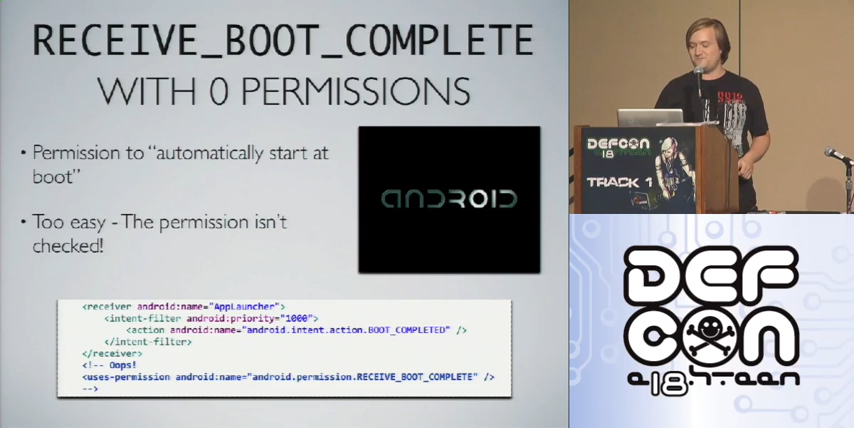 RECEIVE_BOOT_COMPLETE
WITH 0 PERMISSIONS
• Permission to “automatically start at
boot”
• Too easy - The permission isn't
checked!
ANDROID
<receiver android:name="AppLauncher">
<intent-filter android:priority="1000">
<action android:name="android.intent.action.BOOT_COMPLETED" />
</intent-filter>
</receiver>
<!-- Oops!
<uses-permission android:name="android.permission.RECEIVE_BOOT_COMPLETE" />
-->
DEFCON
18
TRACK 1
DEF
CON
e18hteen